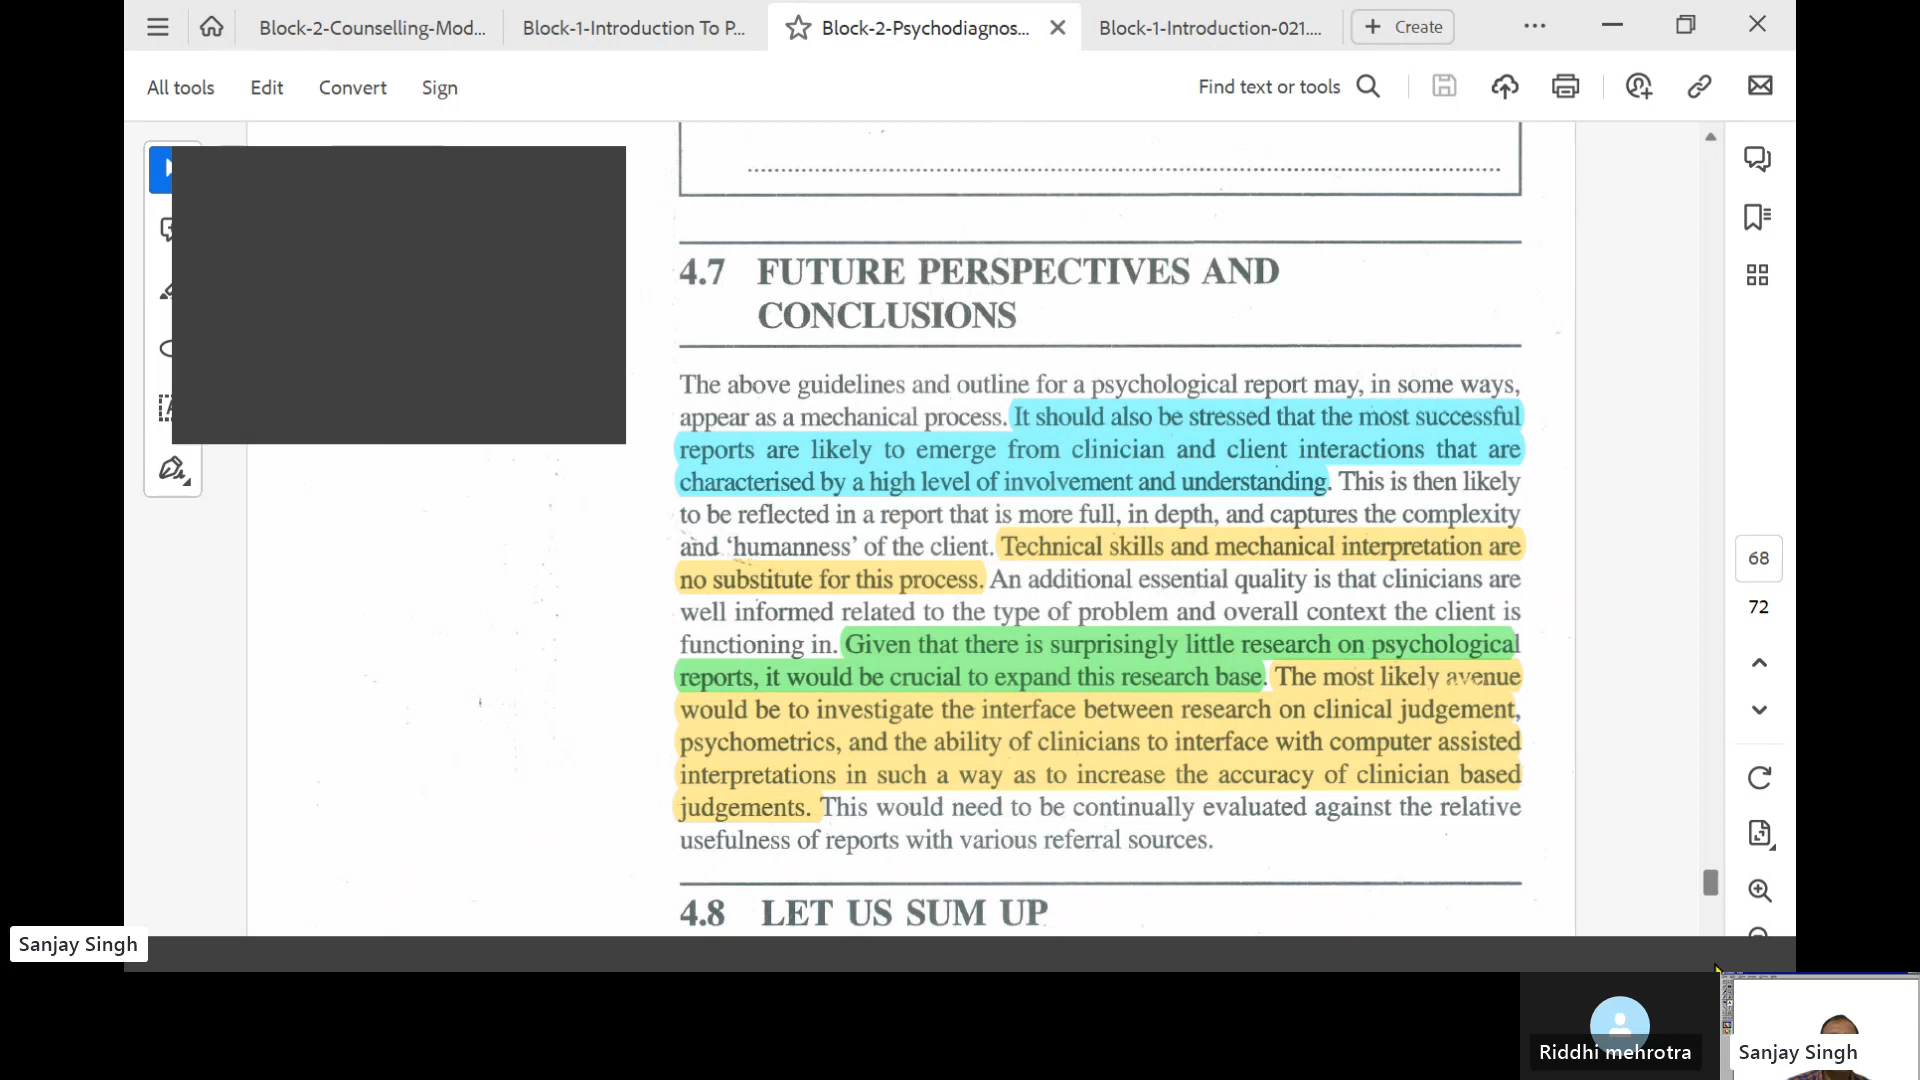 Block-2-Counselling-Mod...
Block-1-Introduction To P...
Block-2-Psychodiagnos...
Block-1-Introduction-021....
Create
All tools
Edit
Convert
Sign
Find text or tools
4.7 FUTURE PERSPECTIVES AND
CONCLUSIONS
The above guidelines and outline for a psychological report may, in some ways,
appear as a mechanical process. It should also be stressed that the most successful
reports are likely to emerge from clinician and client interactions that are
characterised by a high level of involvement and understanding. This is then likely
to be reflected in a report that is more full, in depth, and captures the complexity
and ‘humanness’ of the client. Technical skills and mechanical interpretation are
no substitute for this process. An additional essential quality is that clinicians are
well informed related to the type of problem and overall context the client is
functioning in. Given that there is surprisingly little research on psychological
reports, it would be crucial to expand this research base. The most likely avenue
would be to investigate the interface between research on clinical judgement,
psychometrics, and the ability of clinicians to interface with computer assisted
interpretations in such a way as to increase the accuracy of clinician based
judgements. This would need to be continually evaluated against the relative
usefulness of reports with various referral sources.
4.8 LET US SUM UP
68
72
Sanjay Singh
Riddhi mehrotra
Sanjay Singh